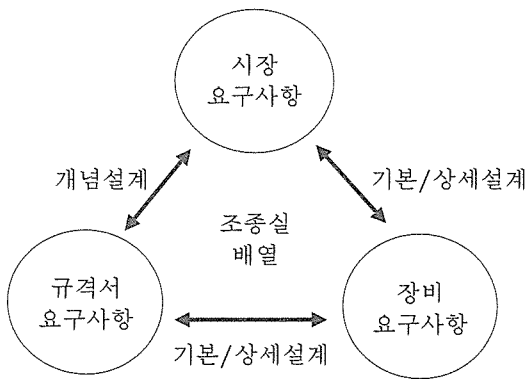 시장
요구사항
개념설계
기본/상세설계
조종실
배열
규격서
요구사항
장비
요구사항
기본/상세설계